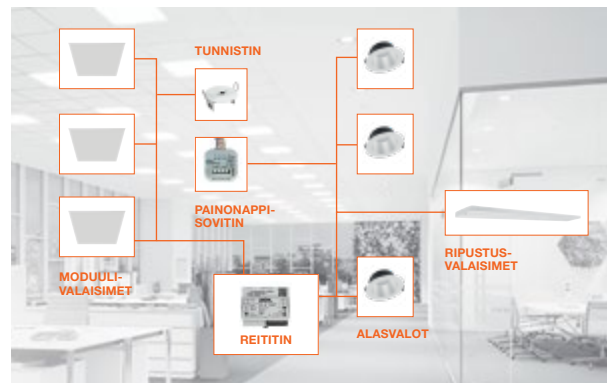 TUNNISTIN
PAINONAPPI-
SOVITIN
MODUULI-
VALAISIMET
RIPUSTUS-
VALAISIMET
REITITIN
ALASVALOT